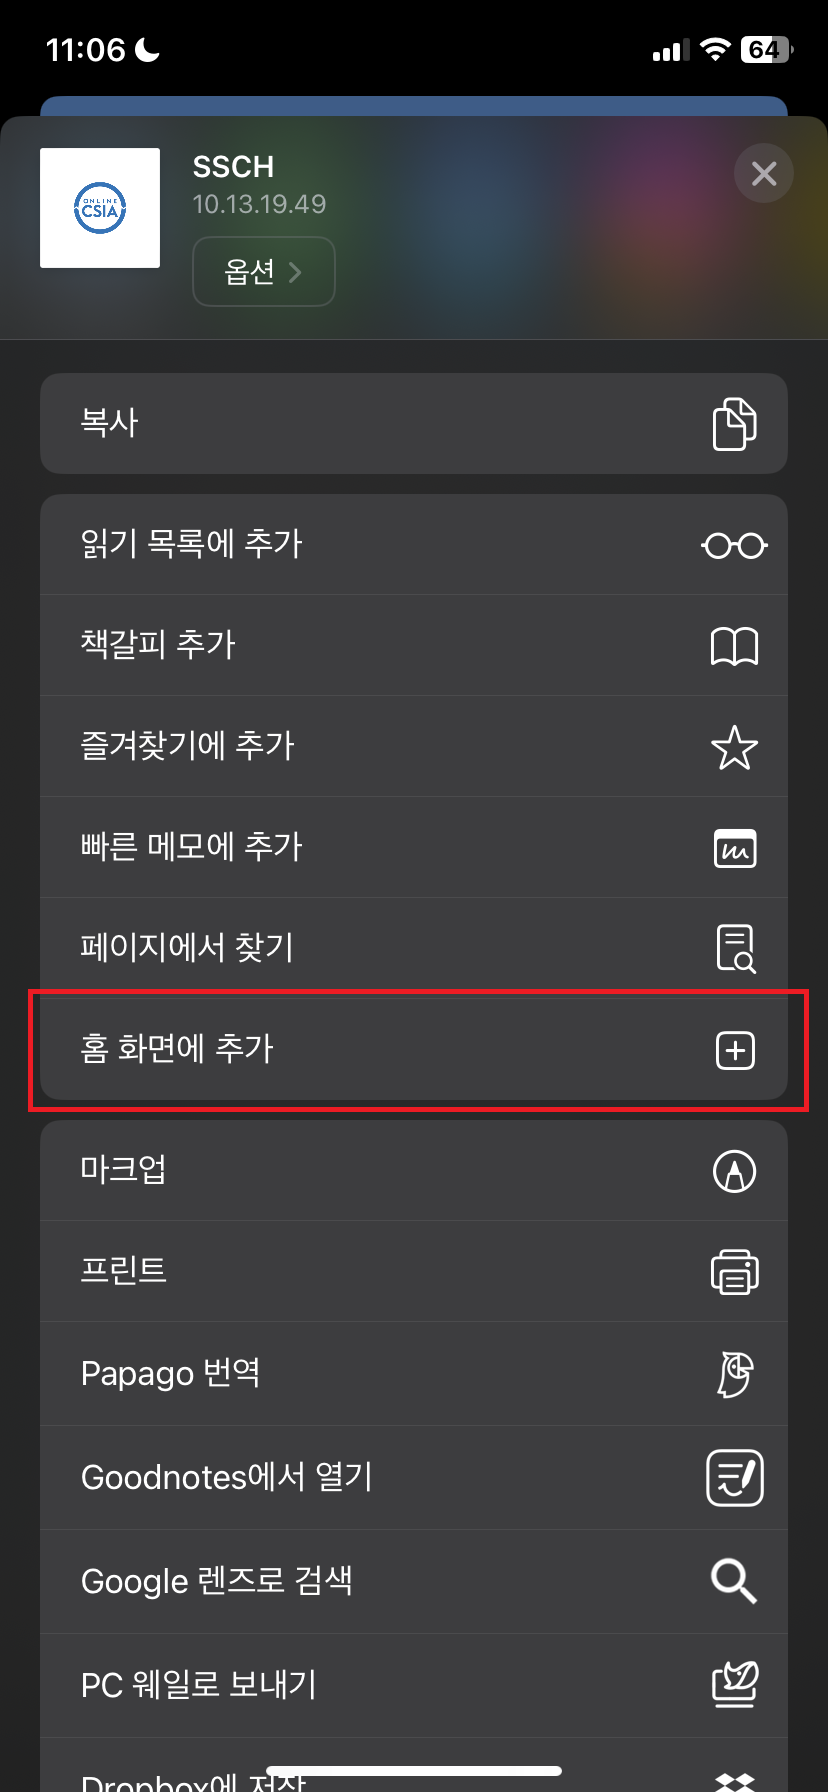 11:06
64
SSCH
10.13.19.49
ONLINE
CSIA
옵션
복사
읽기 목록에 추가
책갈피 추가
즐겨찾기에 추가
빠른 메모에 추가
페이지에서 찾기
홈 화면에 추가
마크업
프린트
Papago 번역
Goodnotes에서 열기
Google 렌즈로 검색
PC 웨일로 보내기
Dropbox에 저장